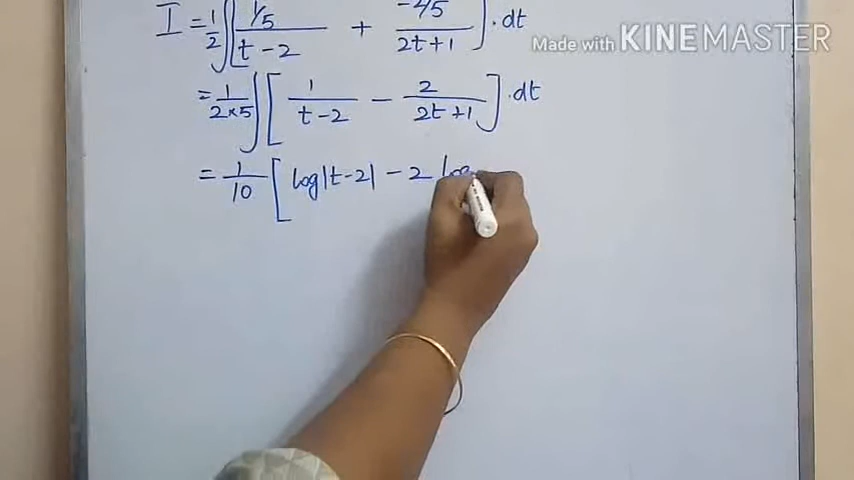 I = 1/2 ∫ [ 1/5 / t-2 + -2/5 / 2t+1 ] .dt
Made with KINEMASTER
= 1/2×5 ∫ [ 1/t-2 - 2/2t+1 ] .dt
= 1/10 [ log|t-2| - 2 log